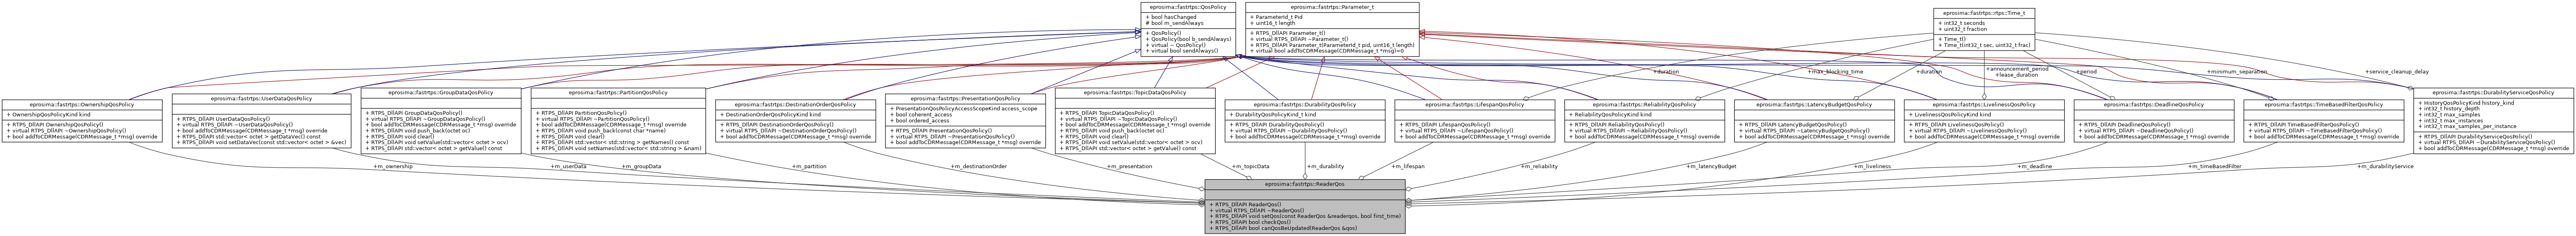 eprosima::fastrtps::QosPolicy
+ bool hasChanged
# bool m_sendAlways
+ QosPolicy()
+ QosPolicy(bool b_sendAlways)
+ virtual ~ QosPolicy()
+ virtual bool sendAlways()
eprosima::fastrtps::Parameter_t
+ ParameterId_t Pid
+ uint16_t length
+ RTPS_DllAPI Parameter_t()
+ virtual RTPS_DllAPI ~Parameter_t()
+ RTPS_DllAPI Parameter_t(ParameterId_t pid, uint16_t length)
+ virtual bool addToCDRMessage(CDRMessage_t *msg)=0
eprosima::fastrtps::rtps::Time_t
+ int32_t seconds
+ uint32_t fraction
+ Time_t()
+ Time_t(int32_t sec, uint32_t frac)
+duration
+max_blocking_time
+duration
+announcement_period
+lease_duration
+period
+minimum_separation
+service_cleanup_delay
eprosima::fastrtps::OwnershipQosPolicy
+ OwnershipQosPolicyKind kind
+ RTPS_DllAPI OwnershipQosPolicy()
+ virtual RTPS_DllAPI ~OwnershipQosPolicy()
+ bool addToCDRMessage(CDRMessage_t *msg) override
eprosima::fastrtps::UserDataQosPolicy
+ RTPS_DllAPI UserDataQosPolicy()
+ virtual RTPS_DllAPI ~UserDataQosPolicy()
+ bool addToCDRMessage(CDRMessage_t *msg) override
+ RTPS_DllAPI std::vector< octet > getDataVec() const
+ RTPS_DllAPI void setDataVec(const std::vector< octet > &vec)
eprosima::fastrtps::GroupDataQosPolicy
+ RTPS_DllAPI GroupDataQosPolicy()
+ virtual RTPS_DllAPI ~GroupDataQosPolicy()
+ bool addToCDRMessage(CDRMessage_t *msg) override
+ RTPS_DllAPI void push_back(octet oc)
+ RTPS_DllAPI void clear()
+ RTPS_DllAPI void setValue(std::vector< octet > ocv)
+ RTPS_DllAPI std::vector< octet > getValue() const
eprosima::fastrtps::PartitionQosPolicy
+ RTPS_DllAPI PartitionQosPolicy()
+ virtual RTPS_DllAPI ~PartitionQosPolicy()
+ bool addToCDRMessage(CDRMessage_t *msg) override
+ RTPS_DllAPI void push_back(const char *name)
+ RTPS_DllAPI void clear()
+ RTPS_DllAPI std::vector< std::string > getNames() const
+ RTPS_DllAPI void setNames(std::vector< std::string > &nam)
eprosima::fastrtps::DestinationOrderQosPolicy
+ DestinationOrderQosPolicyKind kind
+ RTPS_DllAPI DestinationOrderQosPolicy()
+ virtual RTPS_DllAPI ~DestinationOrderQosPolicy()
+ bool addToCDRMessage(CDRMessage_t *msg) override
eprosima::fastrtps::PresentationQosPolicy
+ PresentationQosPolicyAccessScopeKind access_scope
+ bool coherent_access
+ bool ordered_access
+ RTPS_DllAPI PresentationQosPolicy()
+ virtual RTPS_DllAPI ~PresentationQosPolicy()
+ bool addToCDRMessage(CDRMessage_t *msg) override
eprosima::fastrtps::TopicDataQosPolicy
+ RTPS_DllAPI TopicDataQosPolicy()
+ virtual RTPS_DllAPI ~TopicDataQosPolicy()
+ bool addToCDRMessage(CDRMessage_t *msg) override
+ RTPS_DllAPI void push_back(octet oc)
+ RTPS_DllAPI void clear()
+ RTPS_DllAPI void setValue(std::vector< octet > ocv)
+ RTPS_DllAPI std::vector< octet > getValue() const
eprosima::fastrtps::DurabilityQosPolicy
+ DurabilityQosPolicyKind_t kind
+ RTPS_DllAPI DurabilityQosPolicy()
+ virtual RTPS_DllAPI ~DurabilityQosPolicy()
+ bool addToCDRMessage(CDRMessage_t *msg) override
eprosima::fastrtps::LifespanQosPolicy
+ RTPS_DllAPI LifespanQosPolicy()
+ virtual RTPS_DllAPI ~LifespanQosPolicy()
+ bool addToCDRMessage(CDRMessage_t *msg) override
eprosima::fastrtps::ReliabilityQosPolicy
+ ReliabilityQosPolicyKind kind
+ RTPS_DllAPI ReliabilityQosPolicy()
+ virtual RTPS_DllAPI ~ReliabilityQosPolicy()
+ bool addToCDRMessage(CDRMessage_t *msg) override
eprosima::fastrtps::LatencyBudgetQosPolicy
+ RTPS_DllAPI LatencyBudgetQosPolicy()
+ virtual RTPS_DllAPI ~LatencyBudgetQosPolicy()
+ bool addToCDRMessage(CDRMessage_t *msg) override
eprosima::fastrtps::LivelinessQosPolicy
+ LivelinessQosPolicyKind kind
+ RTPS_DllAPI LivelinessQosPolicy()
+ virtual RTPS_DllAPI ~LivelinessQosPolicy()
+ bool addToCDRMessage(CDRMessage_t *msg) override
eprosima::fastrtps::DeadlineQosPolicy
+ RTPS_DllAPI DeadlineQosPolicy()
+ virtual RTPS_DllAPI ~DeadlineQosPolicy()
+ bool addToCDRMessage(CDRMessage_t *msg) override
eprosima::fastrtps::TimeBasedFilterQosPolicy
+ RTPS_DllAPI TimeBasedFilterQosPolicy()
+ virtual RTPS_DllAPI ~TimeBasedFilterQosPolicy()
+ bool addToCDRMessage(CDRMessage_t *msg) override
eprosima::fastrtps::DurabilityServiceQosPolicy
+ HistoryQosPolicyKind history_kind
+ int32_t history_depth
+ int32_t max_samples
+ int32_t max_instances
+ int32_t max_samples_per_instance
+ RTPS_DllAPI DurabilityServiceQosPolicy()
+ virtual RTPS_DllAPI ~DurabilityServiceQosPolicy()
+ bool addToCDRMessage(CDRMessage_t *msg) override
+m_ownership
+m_userData
+m_groupData
+m_partition
+m_destinationOrder
+m_presentation
+m_topicData
+m_durability
+m_lifespan
+m_reliability
+m_latencyBudget
+m_liveliness
+m_deadline
+m_timeBasedFilter
+m_durabilityService
eprosima::fastrtps::ReaderQos
+ RTPS_DllAPI ReaderQos()
+ virtual RTPS_DllAPI ~ReaderQos()
+ RTPS_DllAPI void setQos(const ReaderQos &readerqos, bool first_time)
+ RTPS_DllAPI bool checkQos()
+ RTPS_DllAPI bool canQosBeUpdated(ReaderQos &qos)